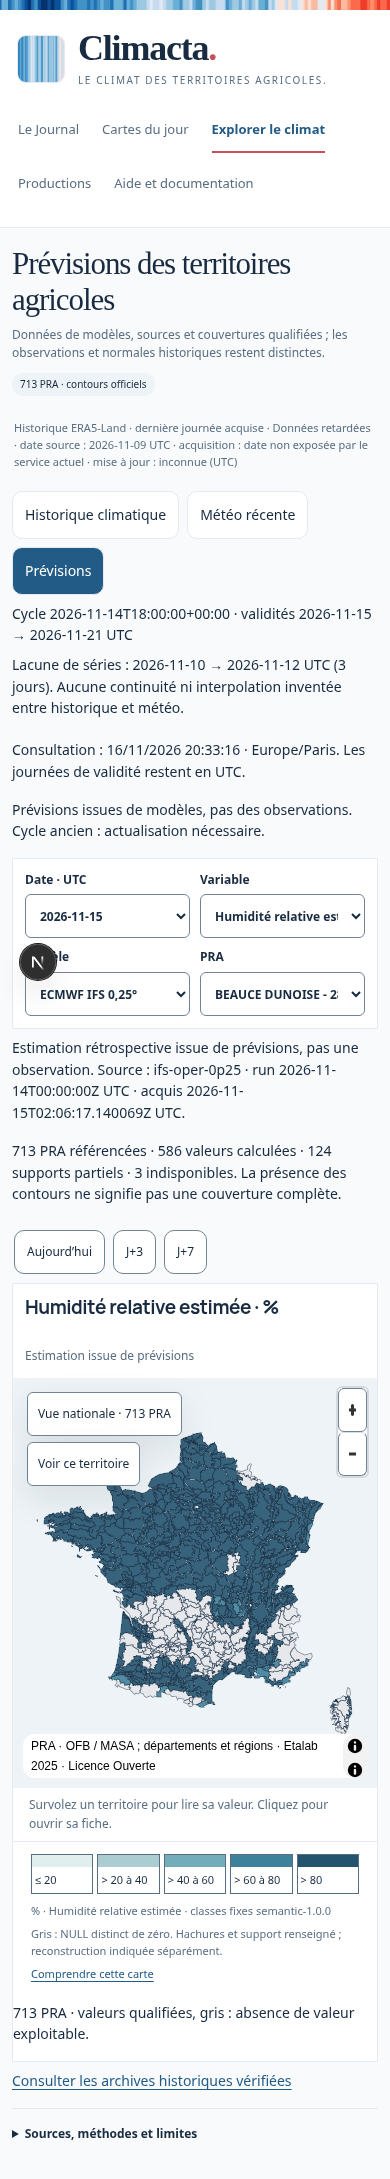 Climacta.
LE CLIMAT DES TERRITOIRES AGRICOLES.
Le Journal
Cartes du jour
Explorer le climat
Productions
Aide et documentation
Prévisions des territoires
agricoles
Données de modèles, sources et couvertures qualifiées ; les
observations et normales historiques restent distinctes.
713 PRA · contours officiels
Historique ERA5-Land · dernière journée acquise · Données retardées
· date source : 2026-11-09 UTC · acquisition : date non exposée par le
service actuel · mise à jour : inconnue (UTC)
Historique climatique
Météo récente
Prévisions
Cycle 2026-11-14T18:00:00+00:00 · validités 2026-11-15
→ 2026-11-21 UTC
Lacune de séries : 2026-11-10 → 2026-11-12 UTC (3
jours). Aucune continuité ni interpolation inventée
entre historique et météo.
Consultation : 16/11/2026 20:33:16 · Europe/Paris. Les
journées de validité restent en UTC.
Prévisions issues de modèles, pas des observations.
Cycle ancien : actualisation nécessaire.
Date · UTC
Variable
2026-11-15
Humidité relative est
N
PRA
ECMWF IFS 0,25°
BEAUCE DUNOISE - 28
Estimation rétrospective issue de prévisions, pas une
observation. Source : ifs-oper-0p25 · run 2026-11-
14T00:00:00Z UTC · acquis 2026-11-
15T02:06:17.140069Z UTC.
713 PRA référencées · 586 valeurs calculées · 124
supports partiels · 3 indisponibles. La présence des
contours ne signifie pas une couverture complète.
Aujourd'hui
J+3
J+7
Humidité relative estimée · %
Estimation issue de prévisions
Vue nationale · 713 PRA
Voir ce territoire
+
−
PRA · OFB / MASA ; départements et régions · Etalab
2025 · Licence Ouverte
Survolez un territoire pour lire sa valeur. Cliquez pour
ouvrir sa fiche.
≤ 20
> 20 à 40
> 40 à 60
> 60 à 80
> 80
% · Humidité relative estimée · classes fixes semantic-1.0.0
Gris : NULL distinct de zéro. Hachures et support renseigné ;
reconstruction indiquée séparément.
Comprendre cette carte
713 PRA · valeurs qualifiées, gris : absence de valeur
exploitable.
Consulter les archives historiques vérifiées
Sources, méthodes et limites